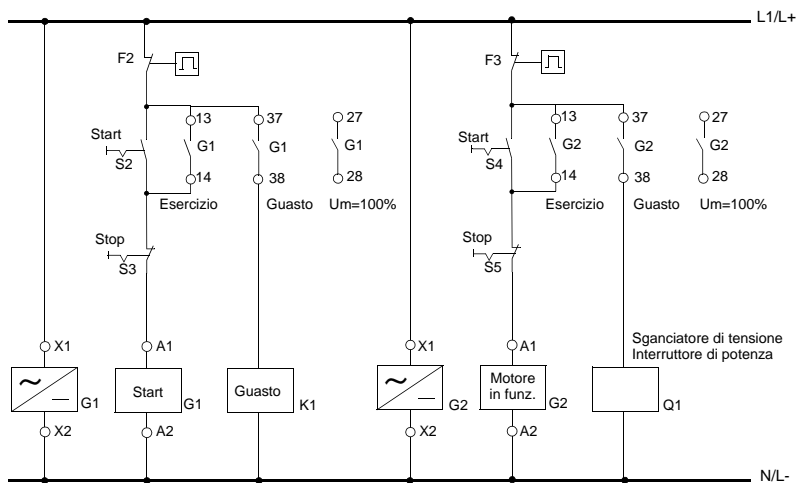 L1/L+
F2
F3
13
37
27
13
37
27
Start
S2
G1
G1
G1
Start
S4
G2
G2
G2
14
38
28
14
38
28
Esercizio
Guasto
Um=100%
Esercizio
Guasto
Um=100%
Stop
S3
Stop
S5
Sganciatore di tensione
Interruttore di potenza
X1
A1
X1
A1
~
G1
Start
G1
Guasto
K1
~
G2
Motore
in funz.
G2
Q1
X2
A2
X2
A2
N/L-